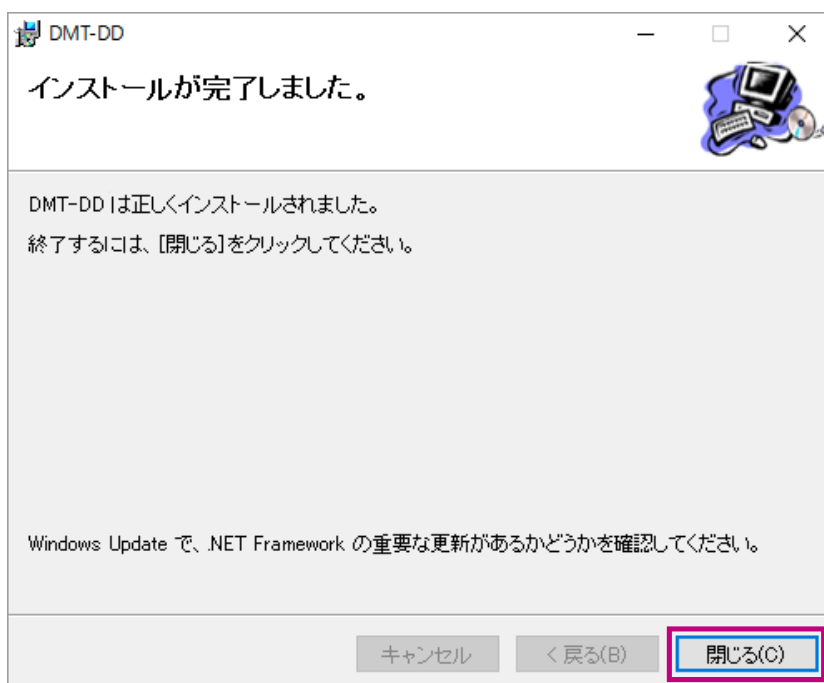 DMT-DD
インストールが完了しました。
DMT-DD は正しくインストールされました。
終了するには、[閉じる]をクリックしてください。
Windows Update で、.NET Framework の重要な更新があるかどうかを確認してください。
キャンセル
< 戻る(B)
閉じる(C)